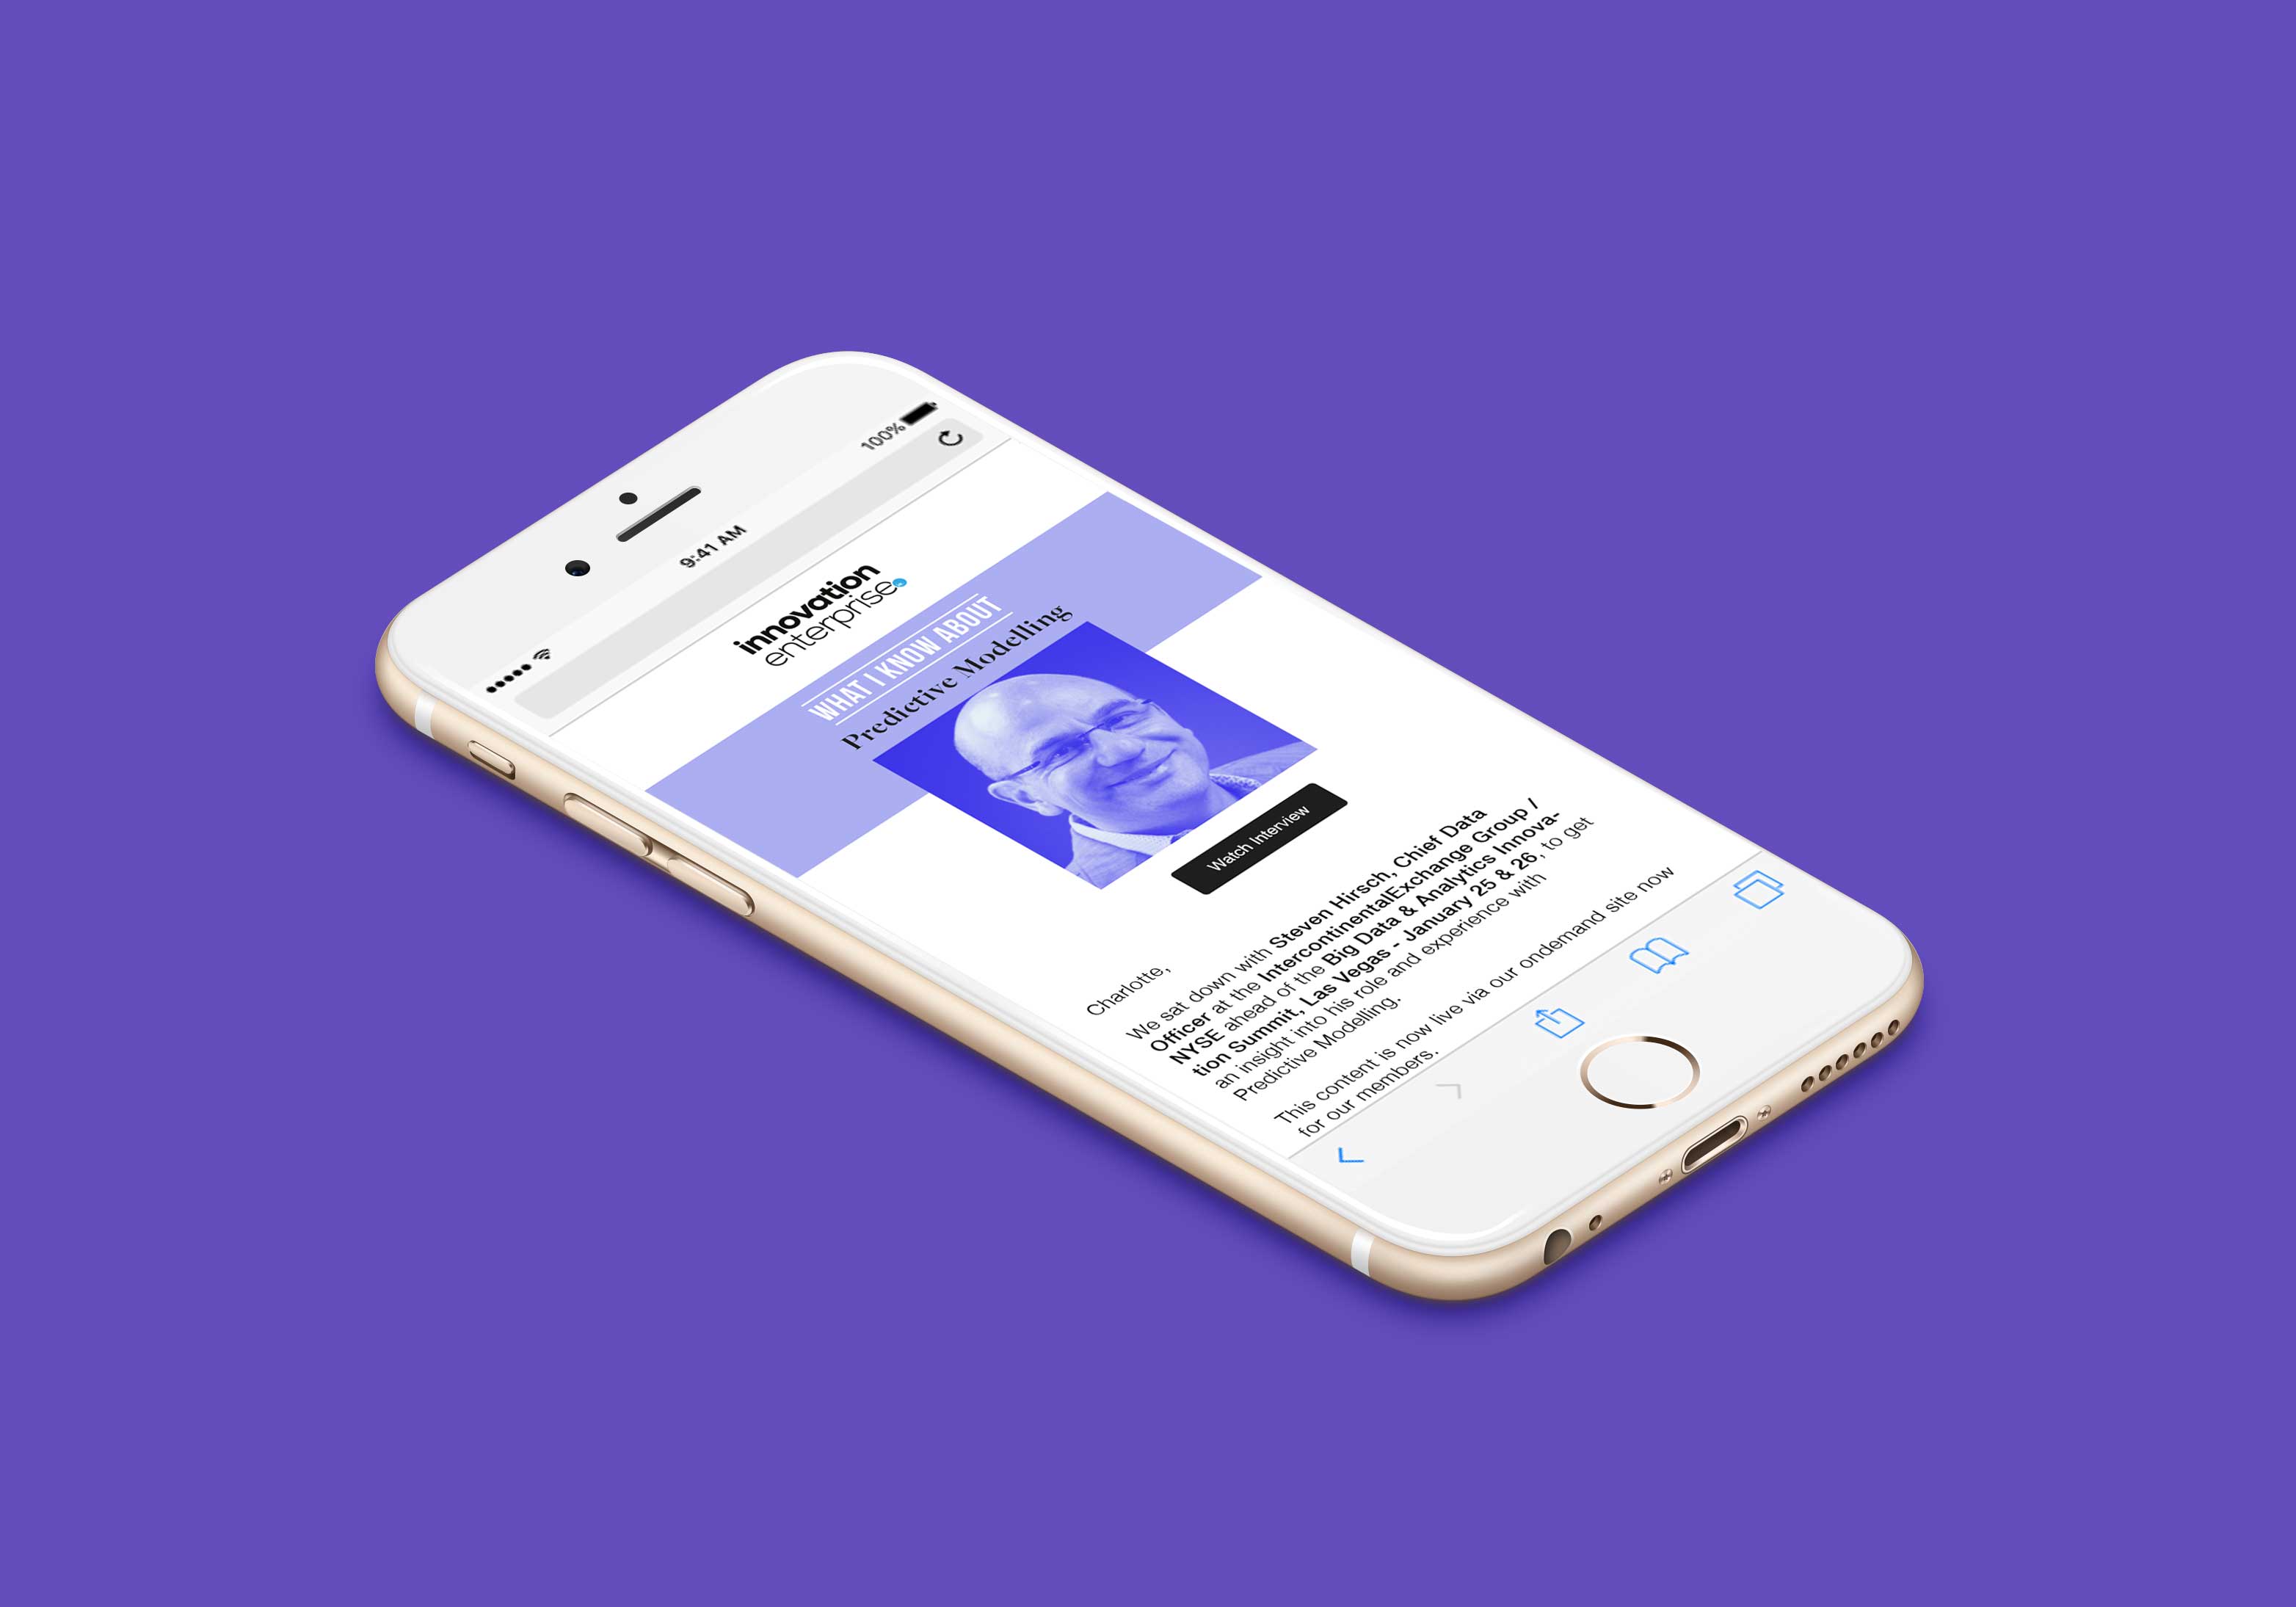 9:41 AM
100%
innovation
enterprise
WHAT I KNOW ABOUT
Predictive Modelling
Watch Interview
Charlotte,
We sat down with Steven Hirsch, Chief Data
Officer at the IntercontinentalExchange Group /
NYSE ahead of the Big Data & Analytics Innova-
tion Summit, Las Vegas - January 25 & 26, to get
an insight into his role and experience with
Predictive Modelling.
This content is now live via our ondemand site now
for our members.